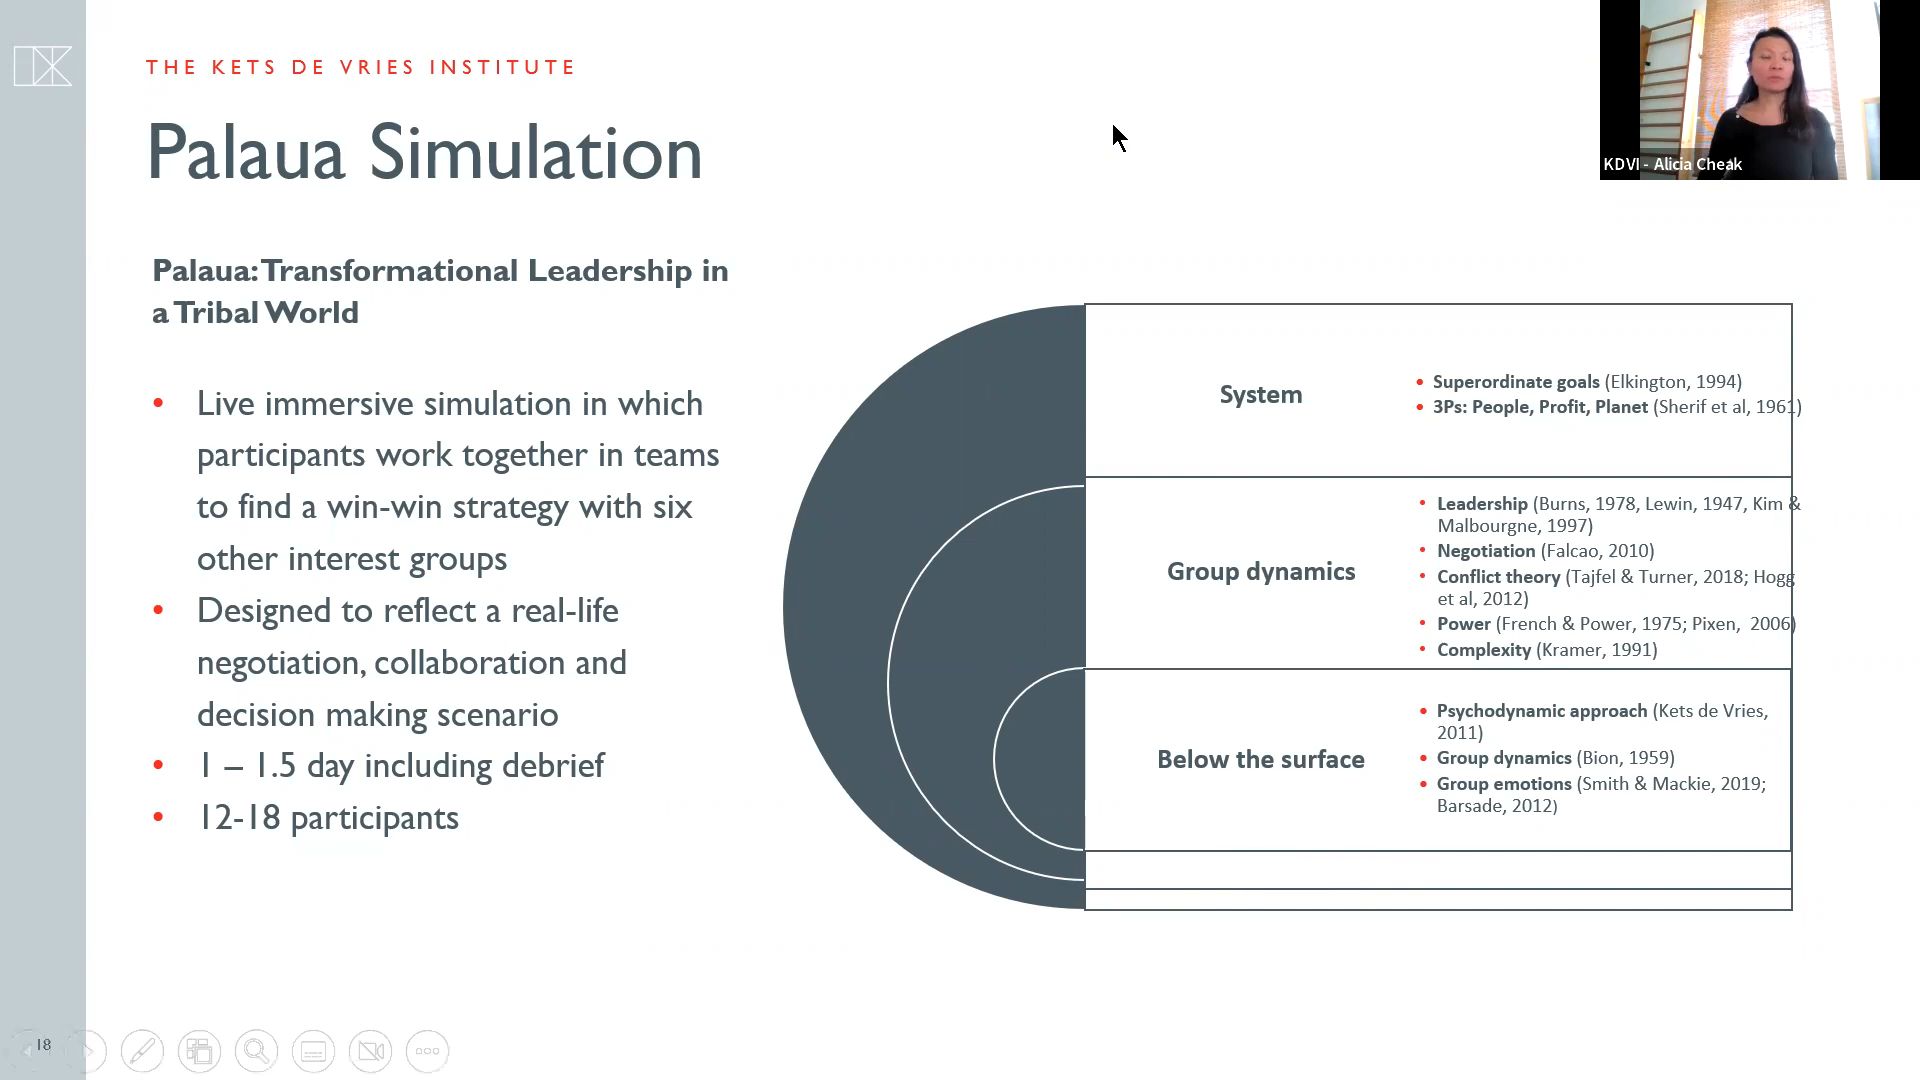 THE KETS DE VRIES INSTITUTE
Palaua Simulation
Palaua: Transformational Leadership in
a Tribal World
• Live immersive simulation in which
participants work together in teams
to find a win-win strategy with six
other interest groups
• Designed to reflect a real-life
negotiation, collaboration and
decision making scenario
• 1 – 1.5 day including debrief
• 12-18 participants
System
• Superordinate goals (Elkington, 1994)
• 3Ps: People, Profit, Planet (Sherif et al, 1961)
Group dynamics
• Leadership (Burns, 1978, Lewin, 1947, Kim &
Malbourgne, 1997)
• Negotiation (Falcao, 2010)
• Conflict theory (Tajfel & Turner, 2018; Hogg
et al, 2012)
• Power (French & Power, 1975; Pixen, 2006)
• Complexity (Kramer, 1991)
Below the surface
• Psychodynamic approach (Kets de Vries,
2011)
• Group dynamics (Bion, 1959)
• Group emotions (Smith & Mackie, 2019;
Barsade, 2012)
KDVI - Alicia Cheak
18